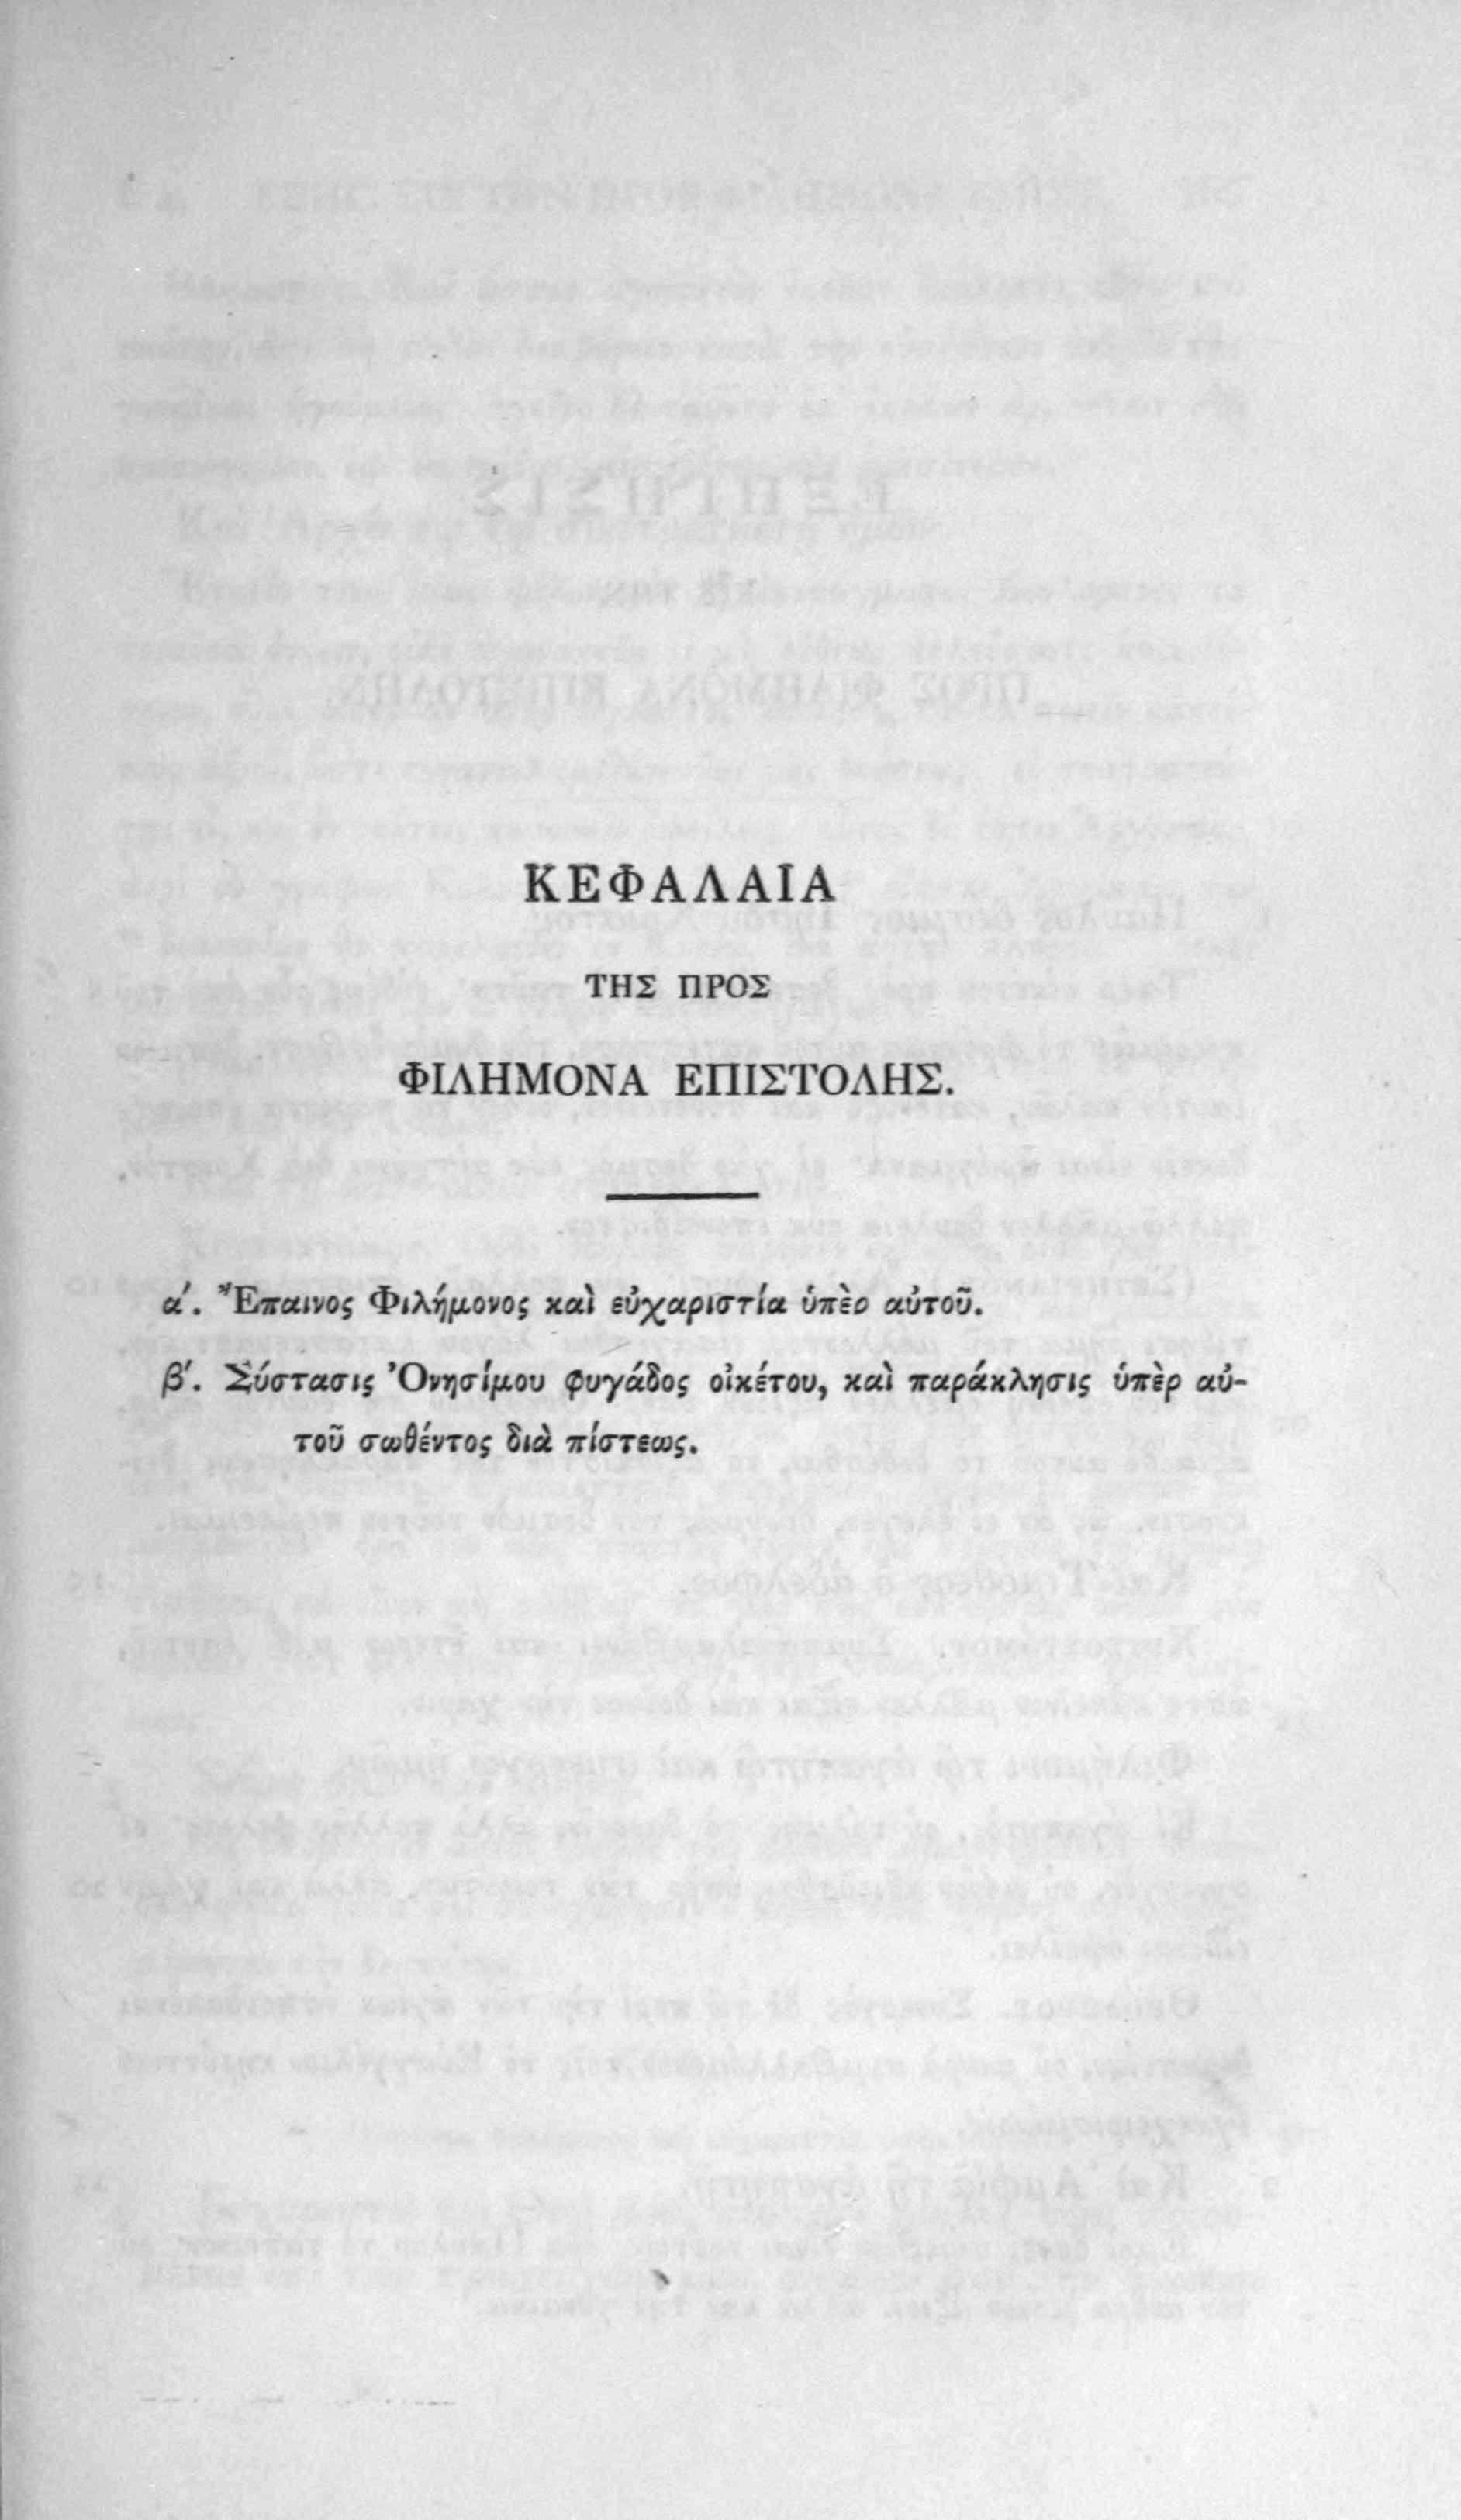 ΚΕΦΑΛΑΙΑ
ΤΗΣ ΠΡΟΣ
ΦΙΛΗΜΟΝΑ ΕΠΙΣΤΟΛΗΣ.
α΄. Ἔπαινος Φιλήμονος καὶ εὐχαριστία ὑπὲρ αὐτοῦ.
β΄. Σύστασις Ὀνησίμου φυγάδος οἰκέτου, καὶ παράκλησις ὑπὲρ αὐ-
τοῦ σωθέντος διὰ πίστεως.